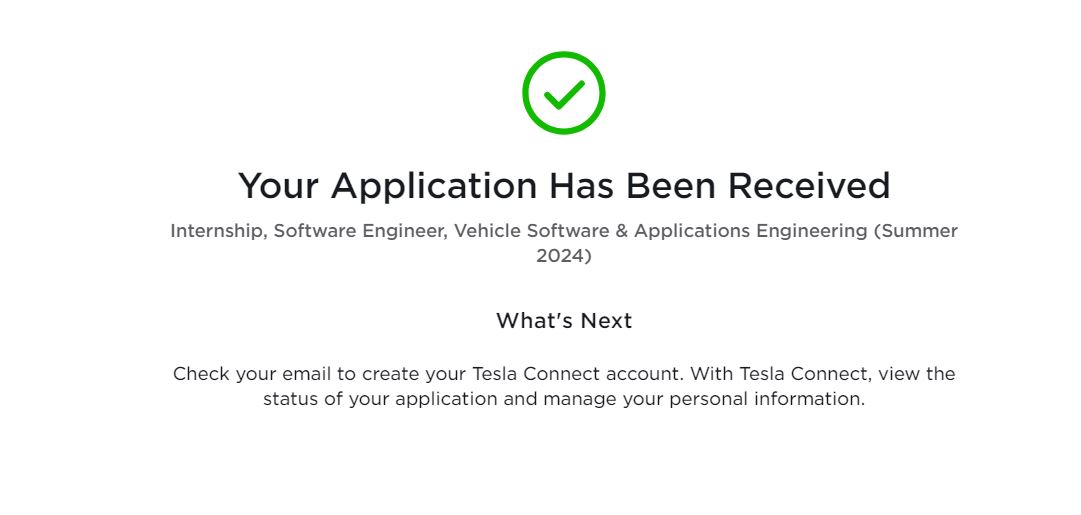 Your Application Has Been Received
Internship, Software Engineer, Vehicle Software & Applications Engineering (Summer
2024)
What's Next
Check your email to create your Tesla Connect account. With Tesla Connect, view the
status of your application and manage your personal information.